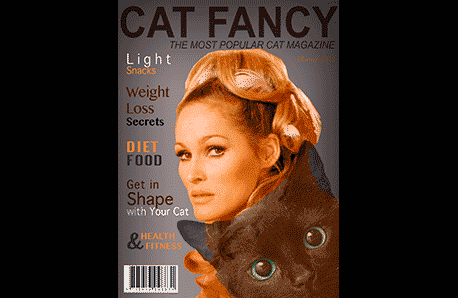 CAT FANCY
THE MOST POPULAR CAT MAGAZINE
Light
Snacks
Weight
Loss
Secrets
DIET
FOOD
Get in
Shape
with Your Cat
& HEALTH
FITNESS